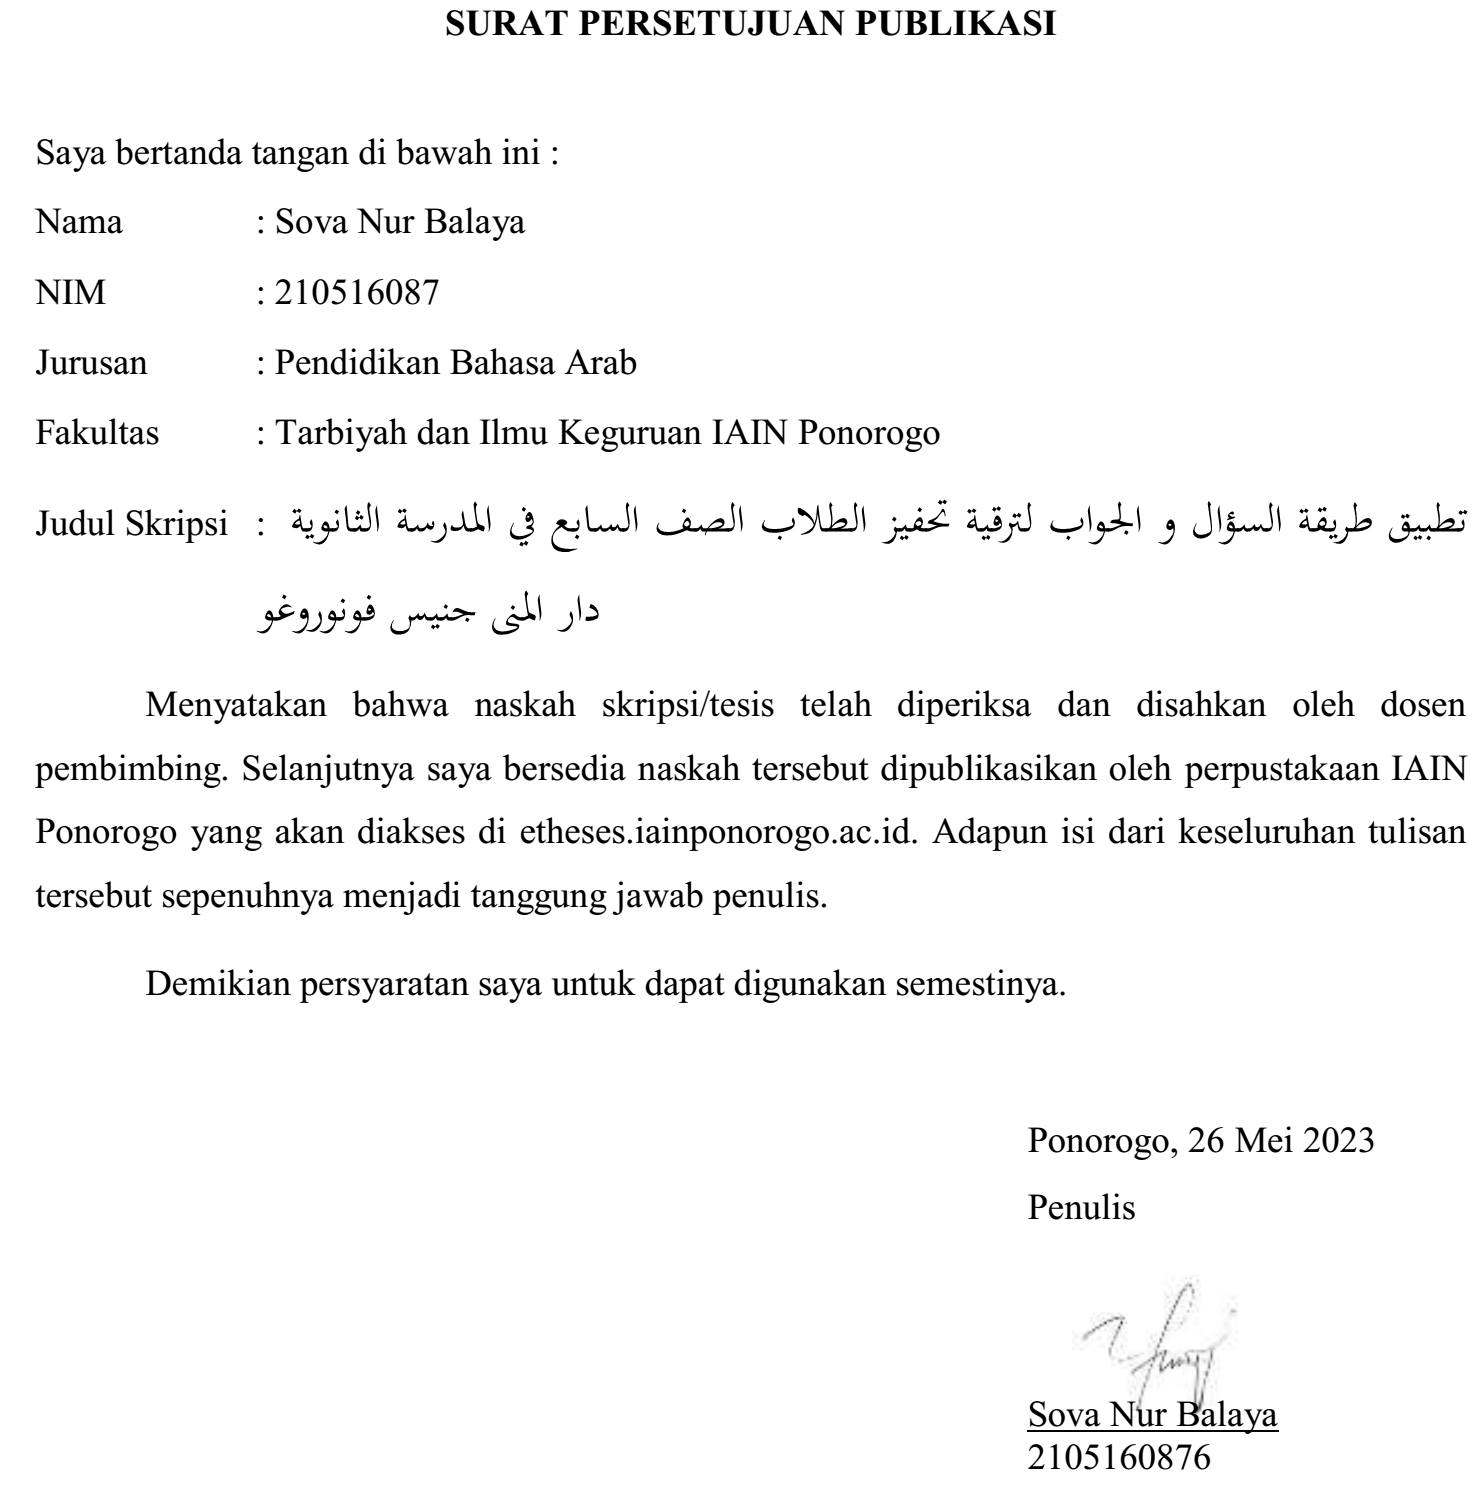 SURAT PERSETUJUAN PUBLIKASI
Saya bertanda tangan di bawah ini :
Nama : Sova Nur Balaya
NIM : 210516087
Jurusan : Pendidikan Bahasa Arab
Fakultas : Tarbiyah dan Ilmu Keguruan IAIN Ponorogo
Judul Skripsi : تطبيق طريقة السؤال و الجواب لترقية تحفيز الطلاب الصف السابع في المدرسة الثانوية
دار المنى جنيس فونوروغو
Menyatakan bahwa naskah skripsi/tesis telah diperiksa dan disahkan oleh dosen
pembimbing. Selanjutnya saya bersedia naskah tersebut dipublikasikan oleh perpustakaan IAIN
Ponorogo yang akan diakses di etheses.iainponorogo.ac.id. Adapun isi dari keseluruhan tulisan
tersebut sepenuhnya menjadi tanggung jawab penulis.
Demikian persyaratan saya untuk dapat digunakan semestinya.
Ponorogo, 26 Mei 2023
Penulis
Sova Nur Balaya
2105160876